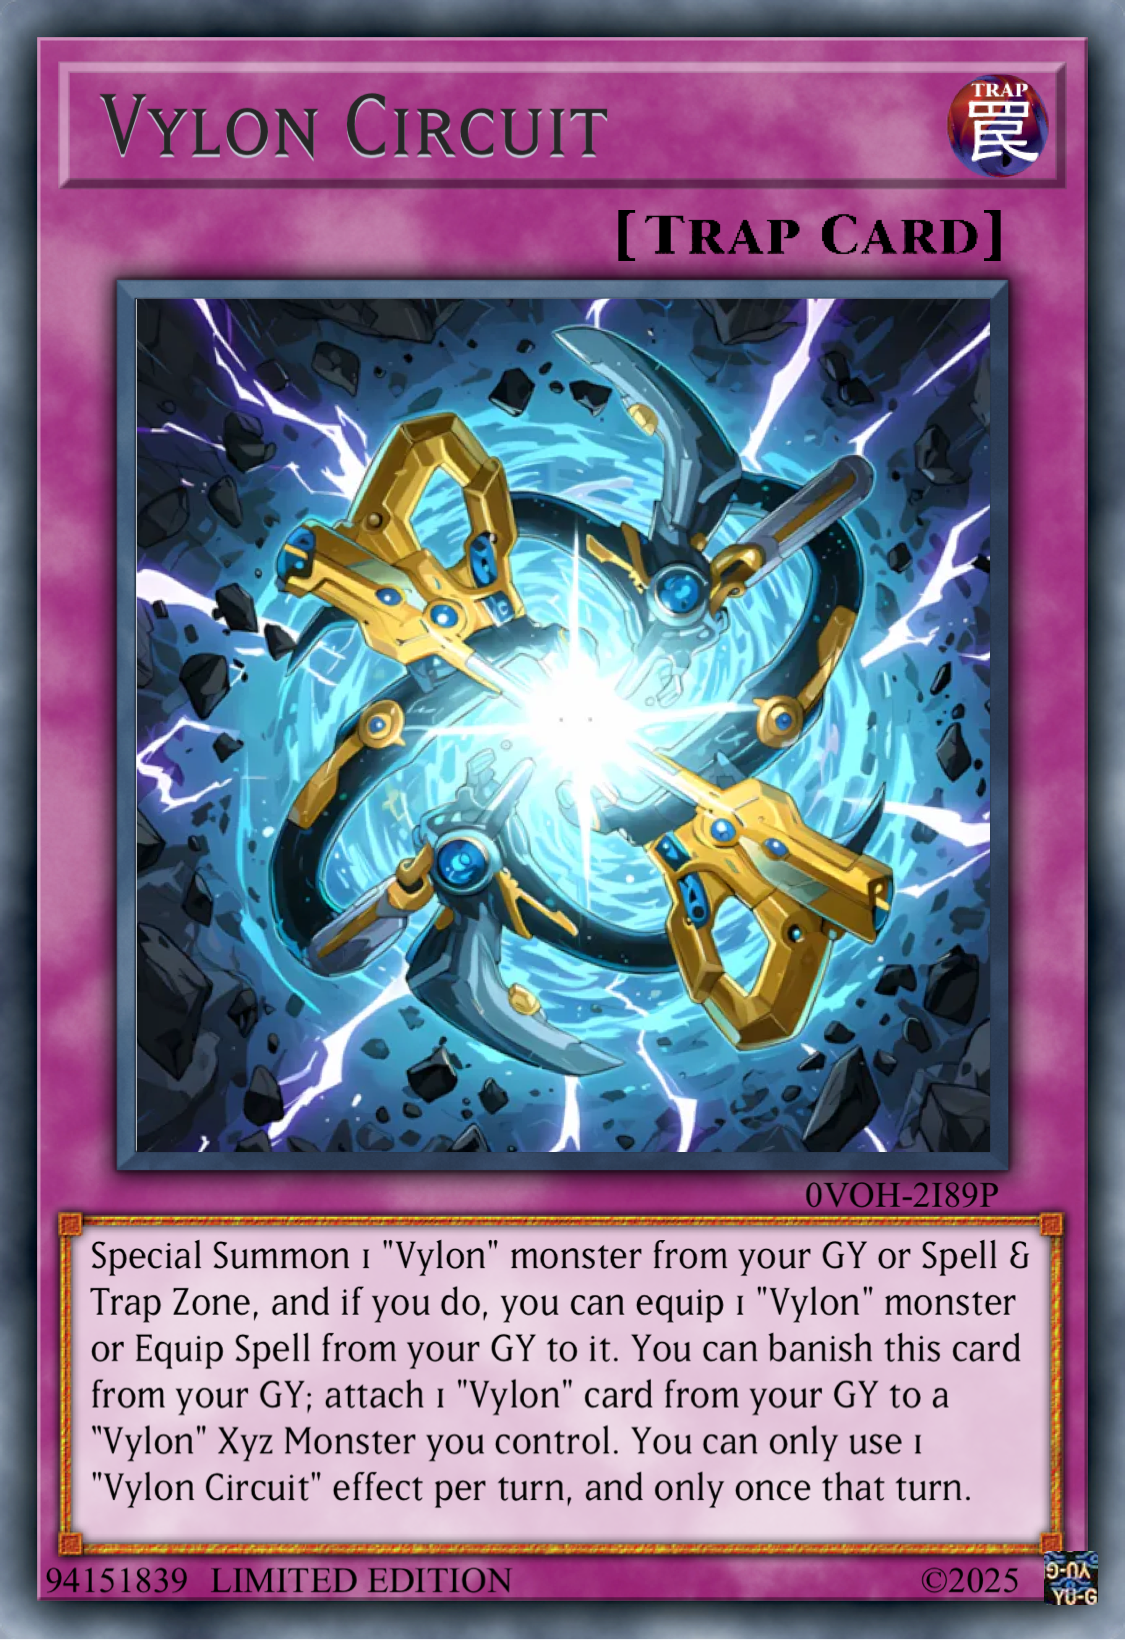 VYLON CIRCUIT
TRAP
罠
[TRAP CARD]
0VOH-2I89P
Special Summon 1 "Vylon" monster from your GY or Spell &
Trap Zone, and if you do, you can equip 1 "Vylon" monster
or Equip Spell from your GY to it. You can banish this card
from your GY; attach 1 "Vylon" card from your GY to a
"Vylon" Xyz Monster you control. You can only use 1
"Vylon Circuit" effect per turn, and only once that turn.
94151839 LIMITED EDITION
©2025